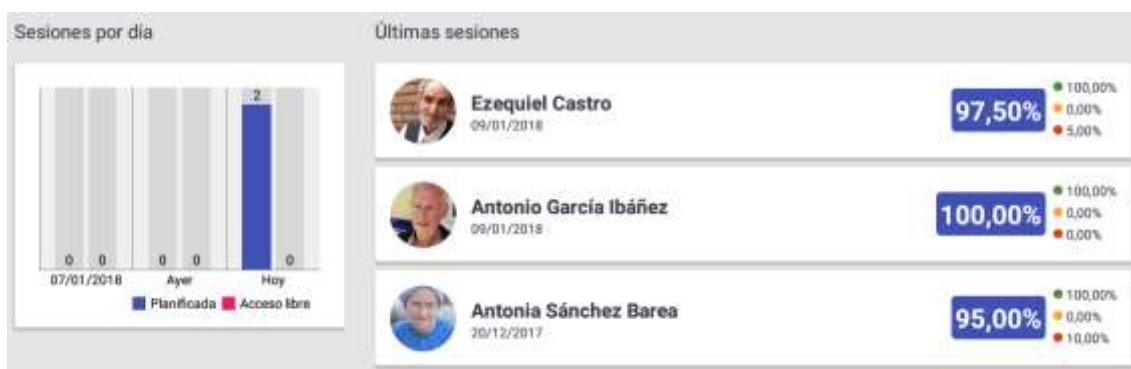 Sesiones por día
2
0 0 0 0 0
07/01/2018 Ayer Hoy
Planificada Acceso libre
Últimas sesiones
Ezequiel Castro
09/01/2018
97,50%
100,00%
0,00%
5,00%
Antonio García Ibáñez
09/01/2018
100,00%
100,00%
0,00%
0,00%
Antonia Sánchez Barea
20/12/2017
95,00%
100,00%
0,00%
10,00%